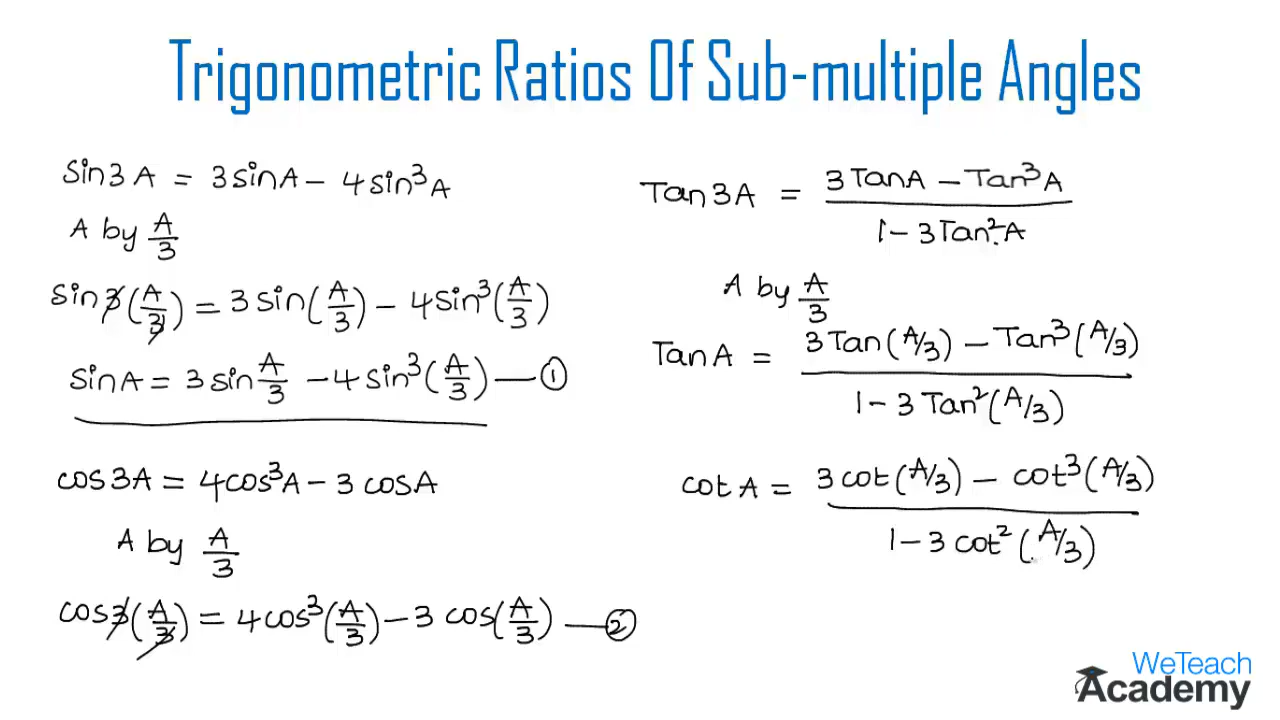 Trigonometric Ratios Of Sub-multiple Angles
Sin3A = 3sinA - 4sin³A
A by A/3
Sin3(A/3) = 3sin(A/3) - 4sin³(A/3)
sinA = 3sin A/3 - 4sin³(A/3) — ①
cos3A = 4cos³A - 3cosA
A by A/3
cos3(A/3) = 4cos³(A/3) - 3cos(A/3) — ②
Tan3A = (3TanA - Tan³A) / (1 - 3Tan²A)
A by A/3
TanA = (3Tan(A/3) - Tan³(A/3)) / (1 - 3Tan²(A/3))
cotA = (3cot(A/3) - cot³(A/3)) / (1 - 3cot²(A/3))
WeTeach
Academy